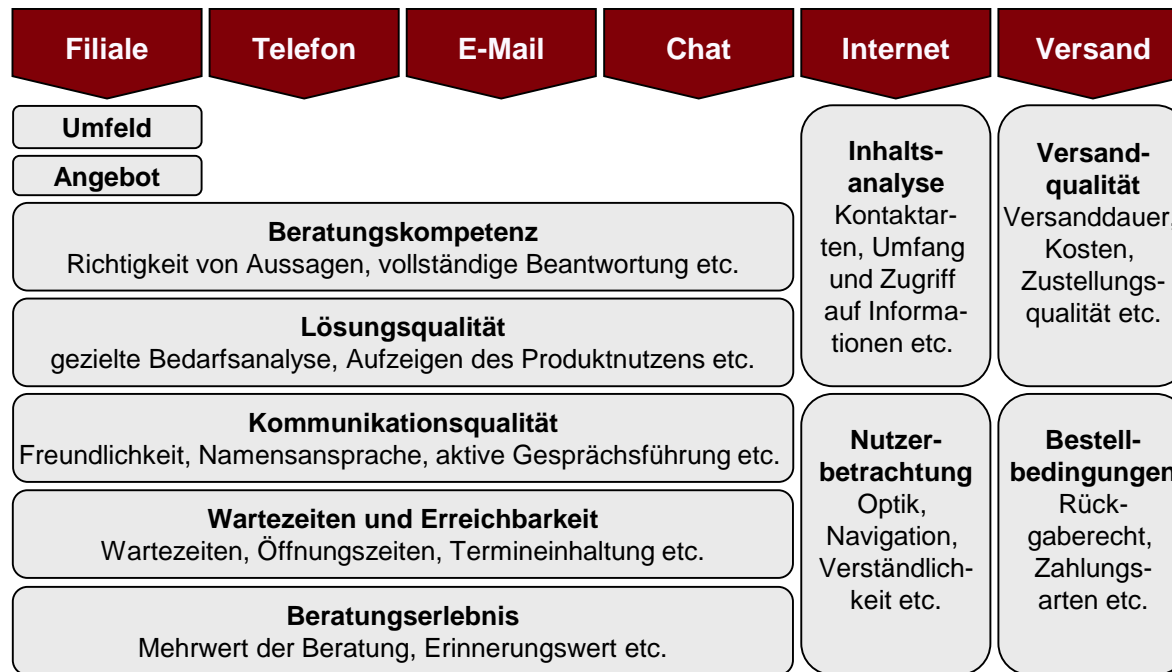 Filiale
Telefon
E-Mail
Chat
Internet
Versand
Umfeld
Angebot
Beratungskompetenz
Richtigkeit von Aussagen, vollständige Beantwortung etc.
Lösungsqualität
gezielte Bedarfsanalyse, Aufzeigen des Produktnutzens etc.
Kommunikationsqualität
Freundlichkeit, Namensansprache, aktive Gesprächsführung etc.
Wartezeiten und Erreichbarkeit
Wartezeiten, Öffnungszeiten, Termineinhaltung etc.
Beratungserlebnis
Mehrwert der Beratung, Erinnerungswert etc.
Inhalts-
analyse
Kontaktar-
ten, Umfang
und Zugriff
auf Informa-
tionen etc.
Nutzer-
betrachtung
Optik,
Navigation,
Verständlich-
keit etc.
Versand-
qualität
Versanddauer,
Kosten,
Zustellungs-
qualität etc.
Bestell-
bedingungen
Rück-
gaberecht,
Zahlungs-
arten etc.